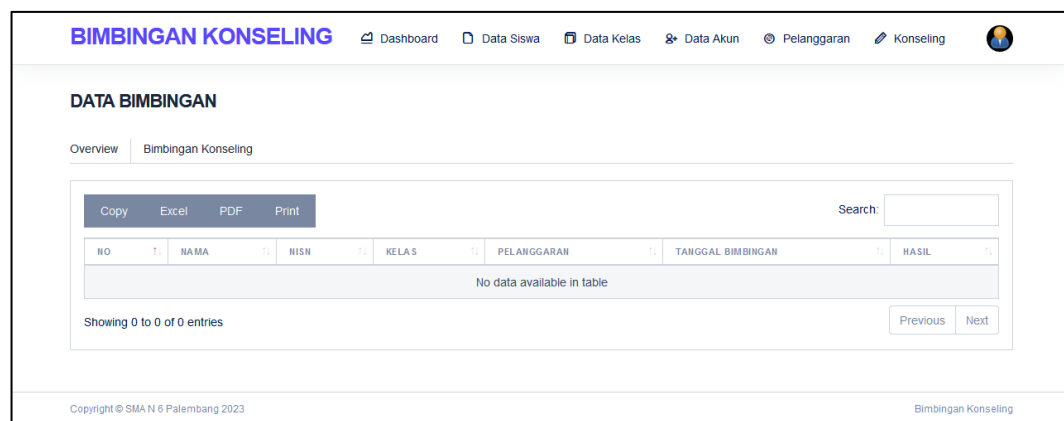 BIMBINGAN KONSELING Dashboard Data Siswa Data Kelas Data Akun Pelanggaran Konseling
DATA BIMBINGAN
Overview Bimbingan Konseling
Copy Excel PDF Print Search:
NO NAMA NISN KELAS PELANGGARAN TANGGAL BIMBINGAN HASIL
No data available in table
Showing 0 to 0 of 0 entries Previous Next
Copyright © SMA N 6 Palembang 2023 Bimbingan Konseling